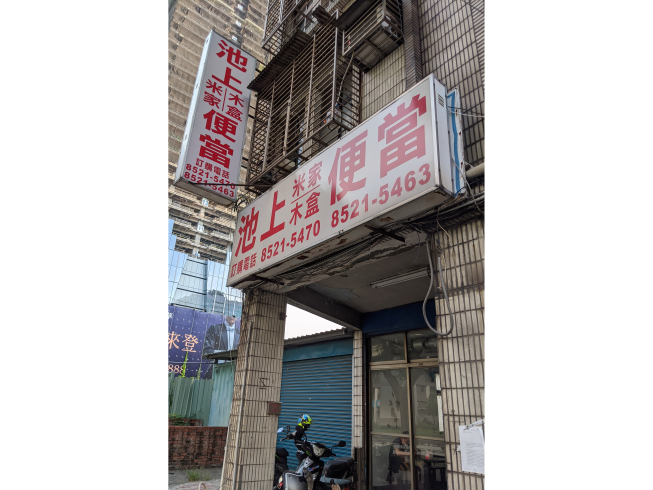 池上
米家
木盒
便當
訂購電話
8521-5470
8521-5463
池上
米家
木盒
便當
訂購電話 8521-5470 8521-5463
來登
888